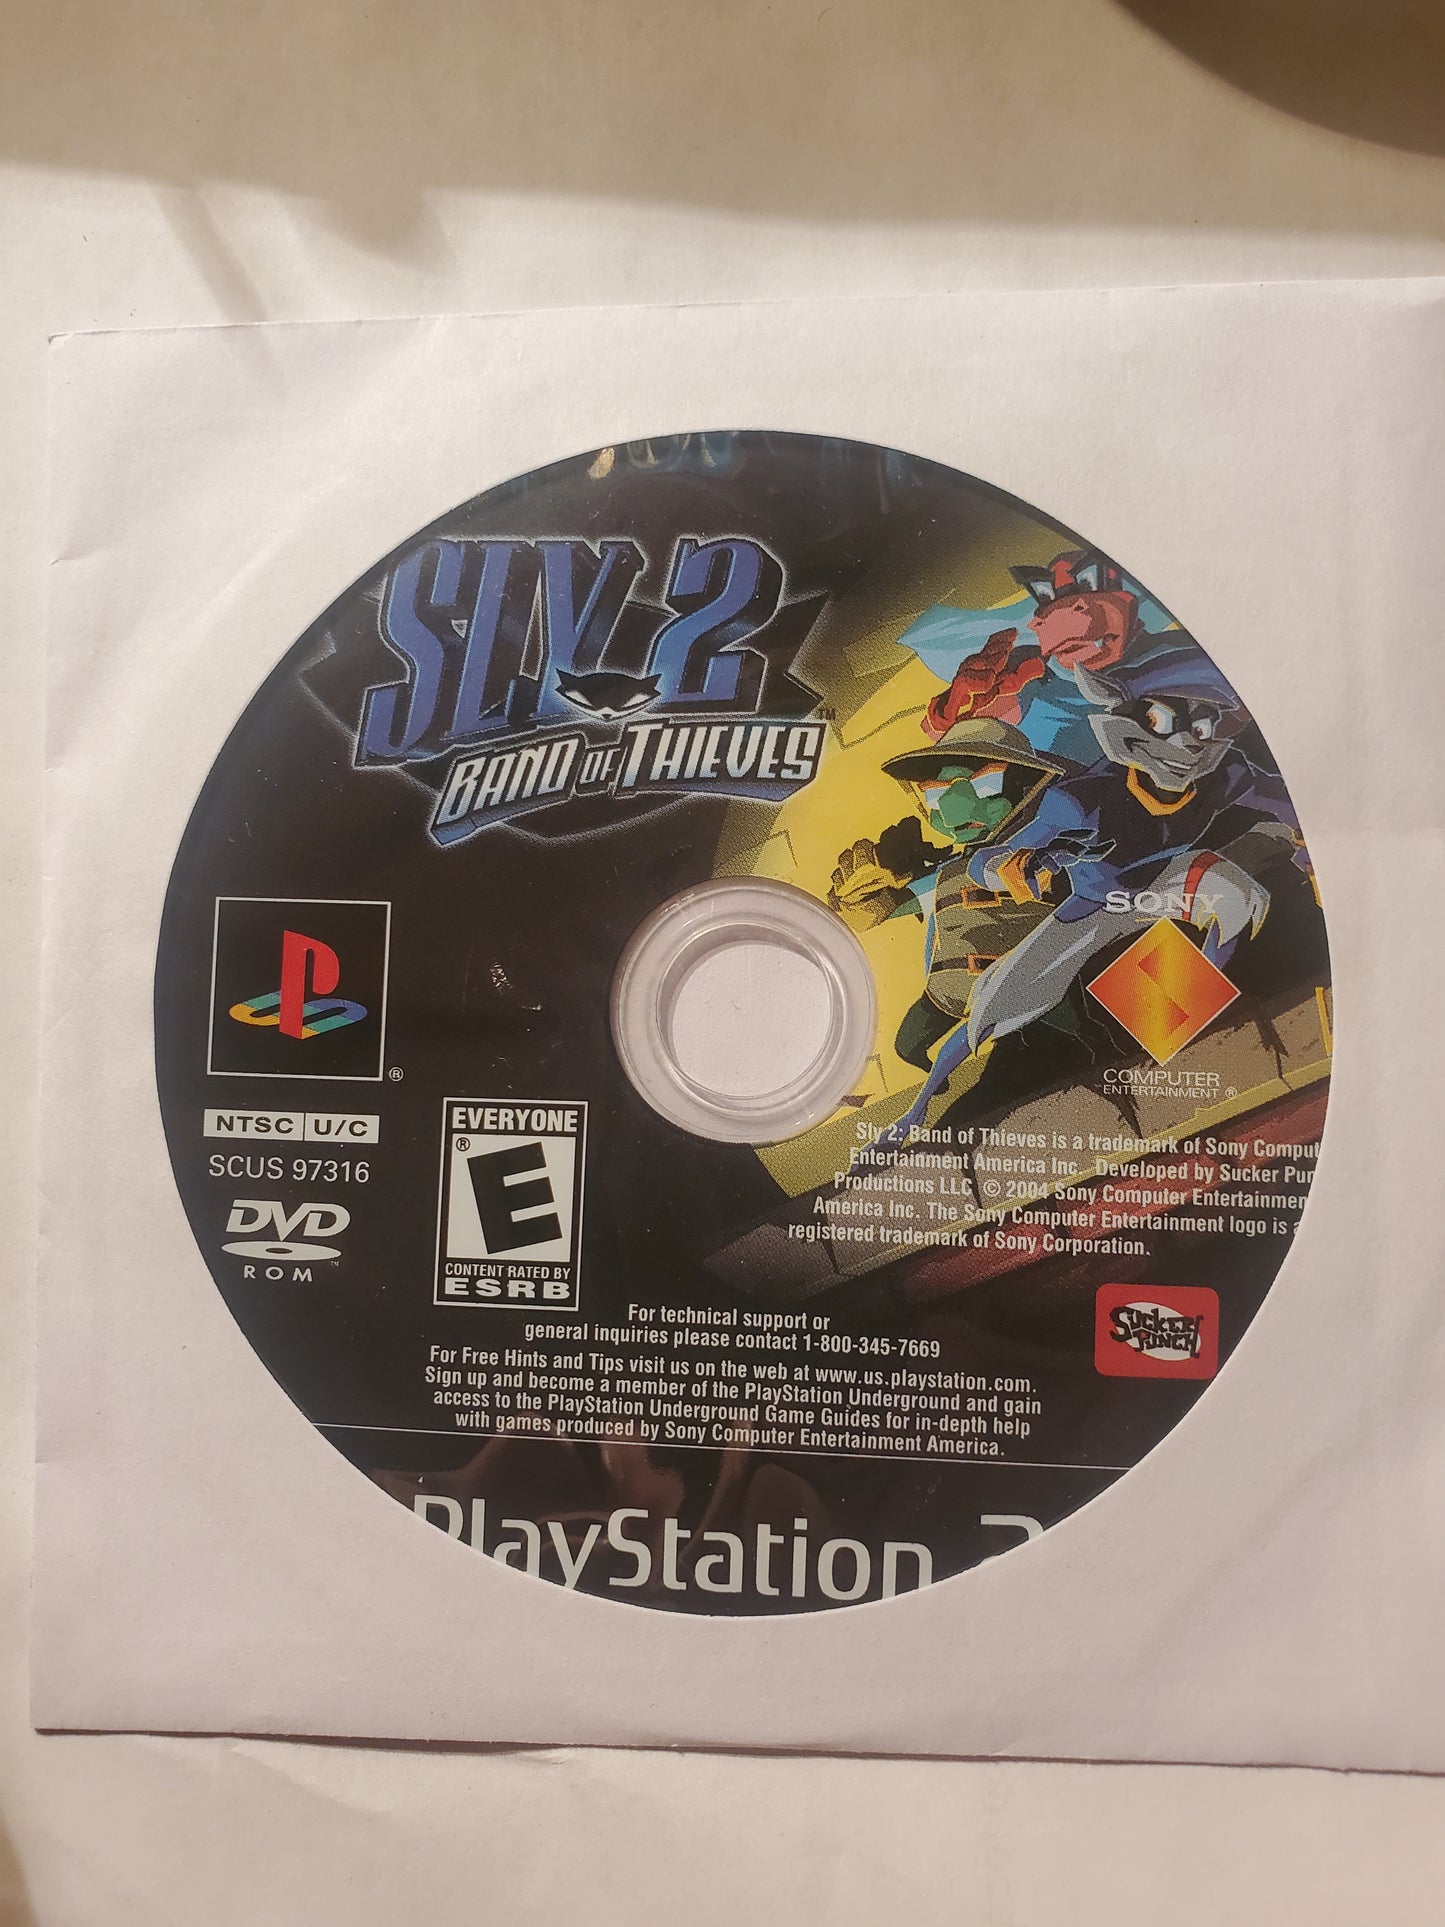 SLY 2
BAND OF THIEVES™
SONY
COMPUTER
ENTERTAINMENT®
®
NTSC U/C
SCUS 97316
DVD
ROM™
EVERYONE
E®
CONTENT RATED BY
ESRB
Sly 2: Band of Thieves is a trademark of Sony Comput
Entertainment America Inc. Developed by Sucker Pun
Productions LLC © 2004 Sony Computer Entertainmen
America Inc. The Sony Computer Entertainment logo is a
registered trademark of Sony Corporation.
SUCKER
PUNCH
For technical support or
general inquiries please contact 1-800-345-7669
For Free Hints and Tips visit us on the web at www.us.playstation.com.
Sign up and become a member of the PlayStation Underground and gain
access to the PlayStation Underground Game Guides for in-depth help
with games produced by Sony Computer Entertainment America.
PlayStation 2